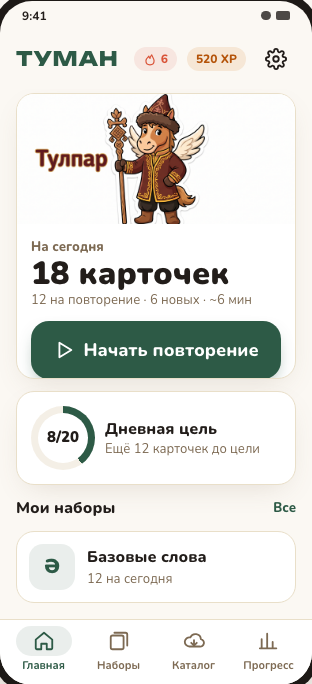 9:41
ТУМАН
6
520 XP
Тулпар
На сегодня
18 карточек
12 на повторение · 6 новых · ~6 мин
Начать повторение
8/20
Дневная цель
Ещё 12 карточек до цели
Мои наборы
Все
ә
Базовые слова
12 на сегодня
Главная
Наборы
Каталог
Прогресс